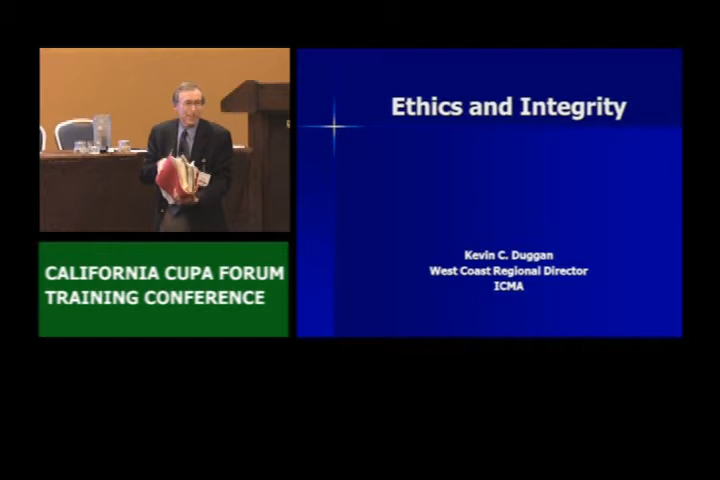 Ethics and Integrity
Kevin C. Duggan
West Coast Regional Director
ICMA
CALIFORNIA CUPA FORUM
TRAINING CONFERENCE